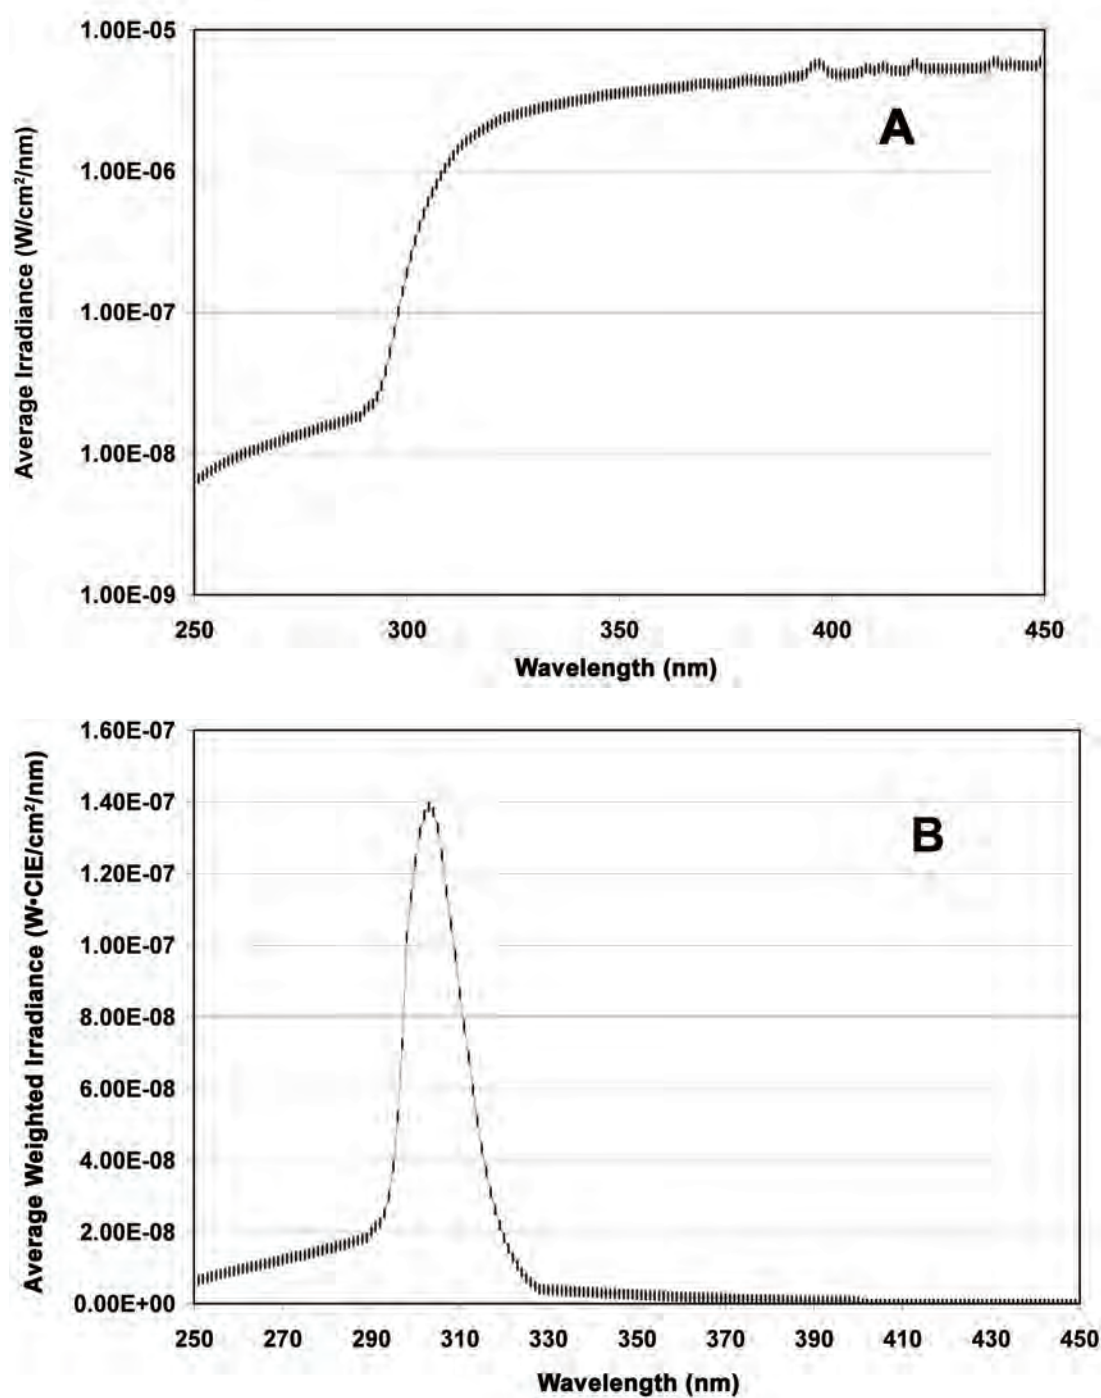 1.00E-05
1.00E-06
1.00E-07
1.00E-08
1.00E-09
Average Irradiance (W/cm²/nm)
A
250 300 350 400 450
Wavelength (nm)
1.60E-07
1.40E-07
1.20E-07
1.00E-07
8.00E-08
6.00E-08
4.00E-08
2.00E-08
0.00E+00
Average Weighted Irradiance (W•CIE/cm²/nm)
B
250 270 290 310 330 350 370 390 410 430 450
Wavelength (nm)